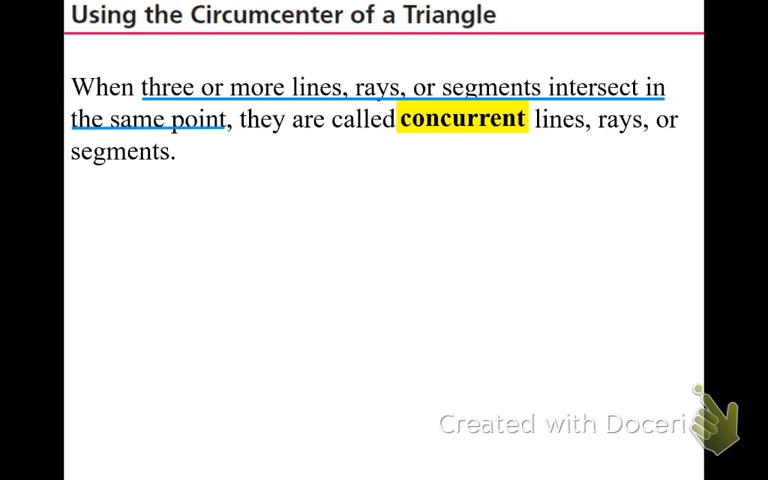 Using the Circumcenter of a Triangle
When three or more lines, rays, or segments intersect in
the same point, they are called concurrent lines, rays, or
segments.
Created with Doceri